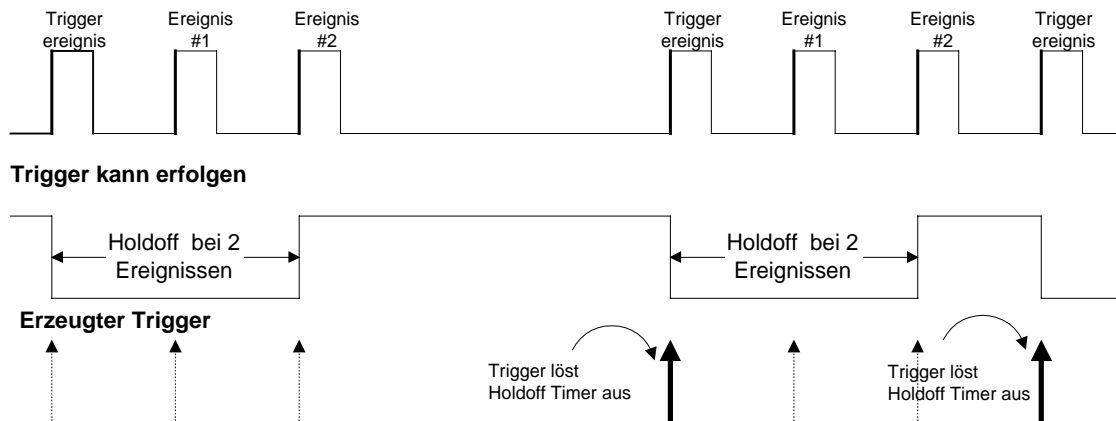 Trigger
ereignis
Ereignis
#1
Ereignis
#2
Trigger
ereignis
Ereignis
#1
Ereignis
#2
Trigger
ereignis
Trigger kann erfolgen
Holdoff bei 2
Ereignissen
Holdoff bei 2
Ereignissen
Erzeugter Trigger
Trigger löst
Holdoff Timer aus
Trigger löst
Holdoff Timer aus